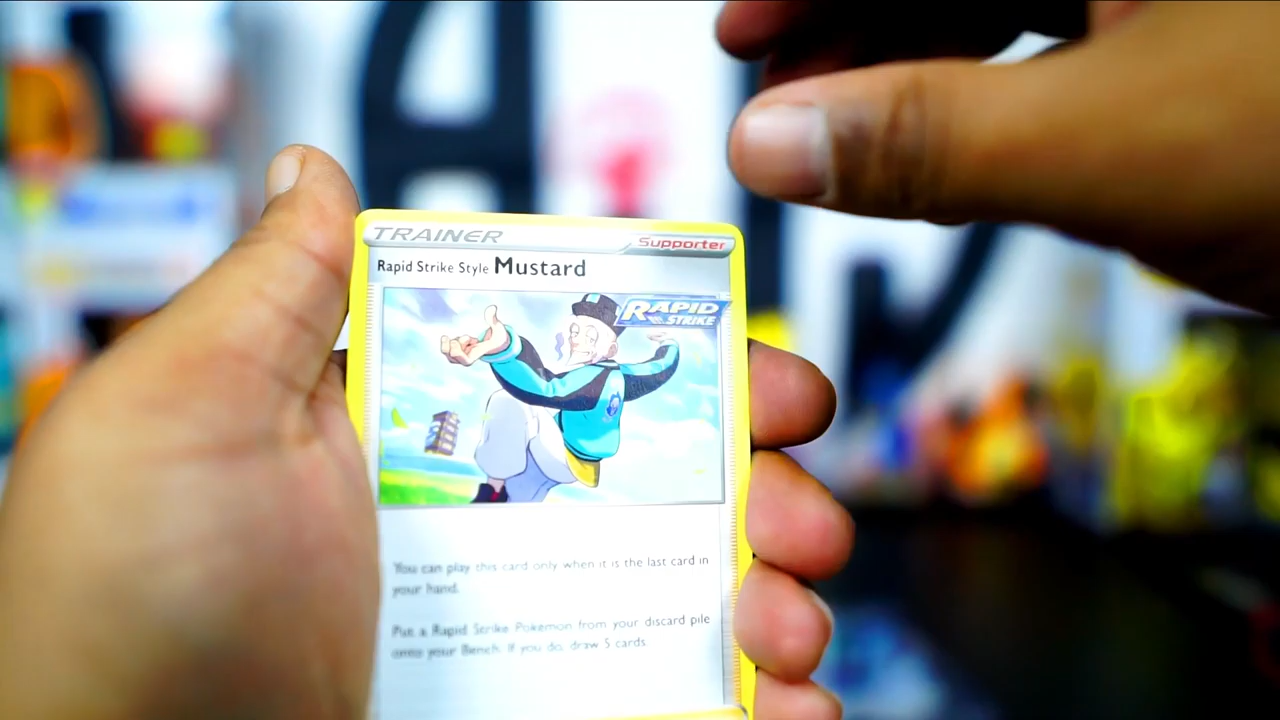 TRAINER Supporter
Rapid Strike Style Mustard
RAPID
STRIKE
You can play this card only when it is the last card in
your hand.
Put a Rapid Strike Pokémon from your discard pile
onto your Bench. If you do, draw 5 cards.